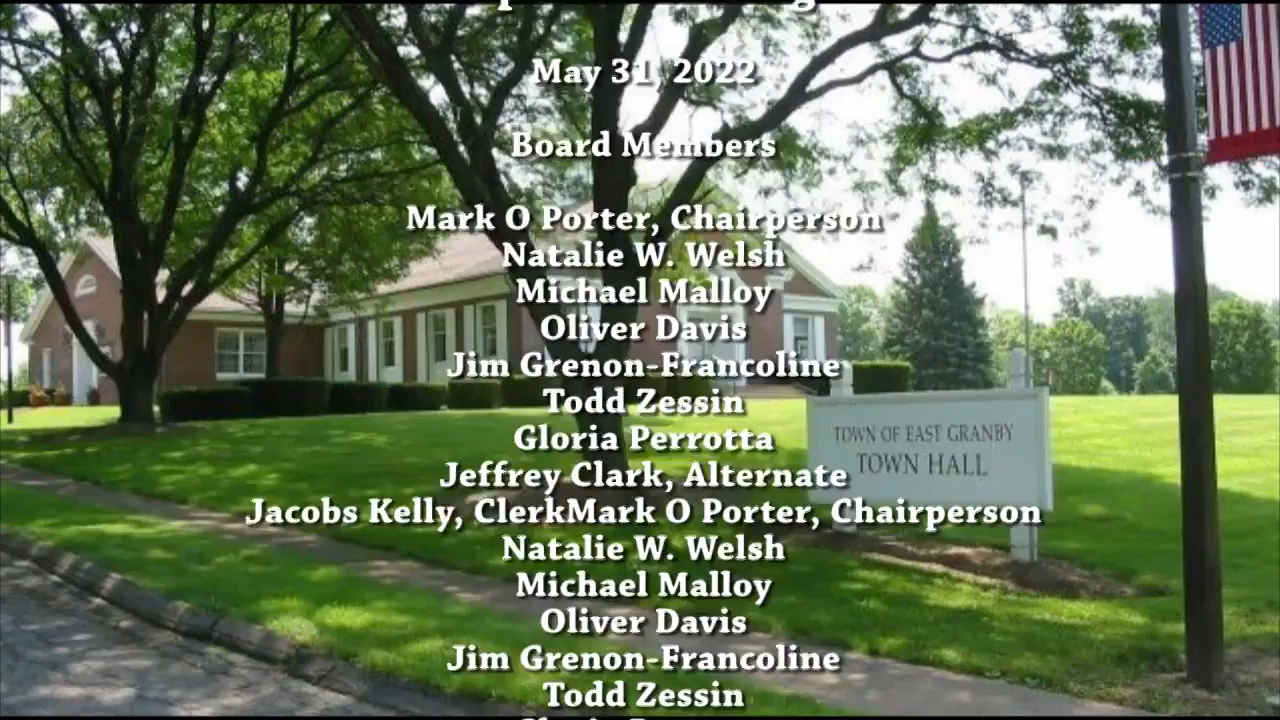 May 31, 2022
Board Members
Mark O Porter, Chairperson
Natalie W. Welsh
Michael Malloy
Oliver Davis
Jim Grenon-Francoline
Todd Zessin
Gloria Perrotta
Jeffrey Clark, Alternate
Jacobs Kelly, ClerkMark O Porter, Chairperson
Natalie W. Welsh
Michael Malloy
Oliver Davis
Jim Grenon-Francoline
Todd Zessin
TOWN OF EAST GRANBY
TOWN HALL